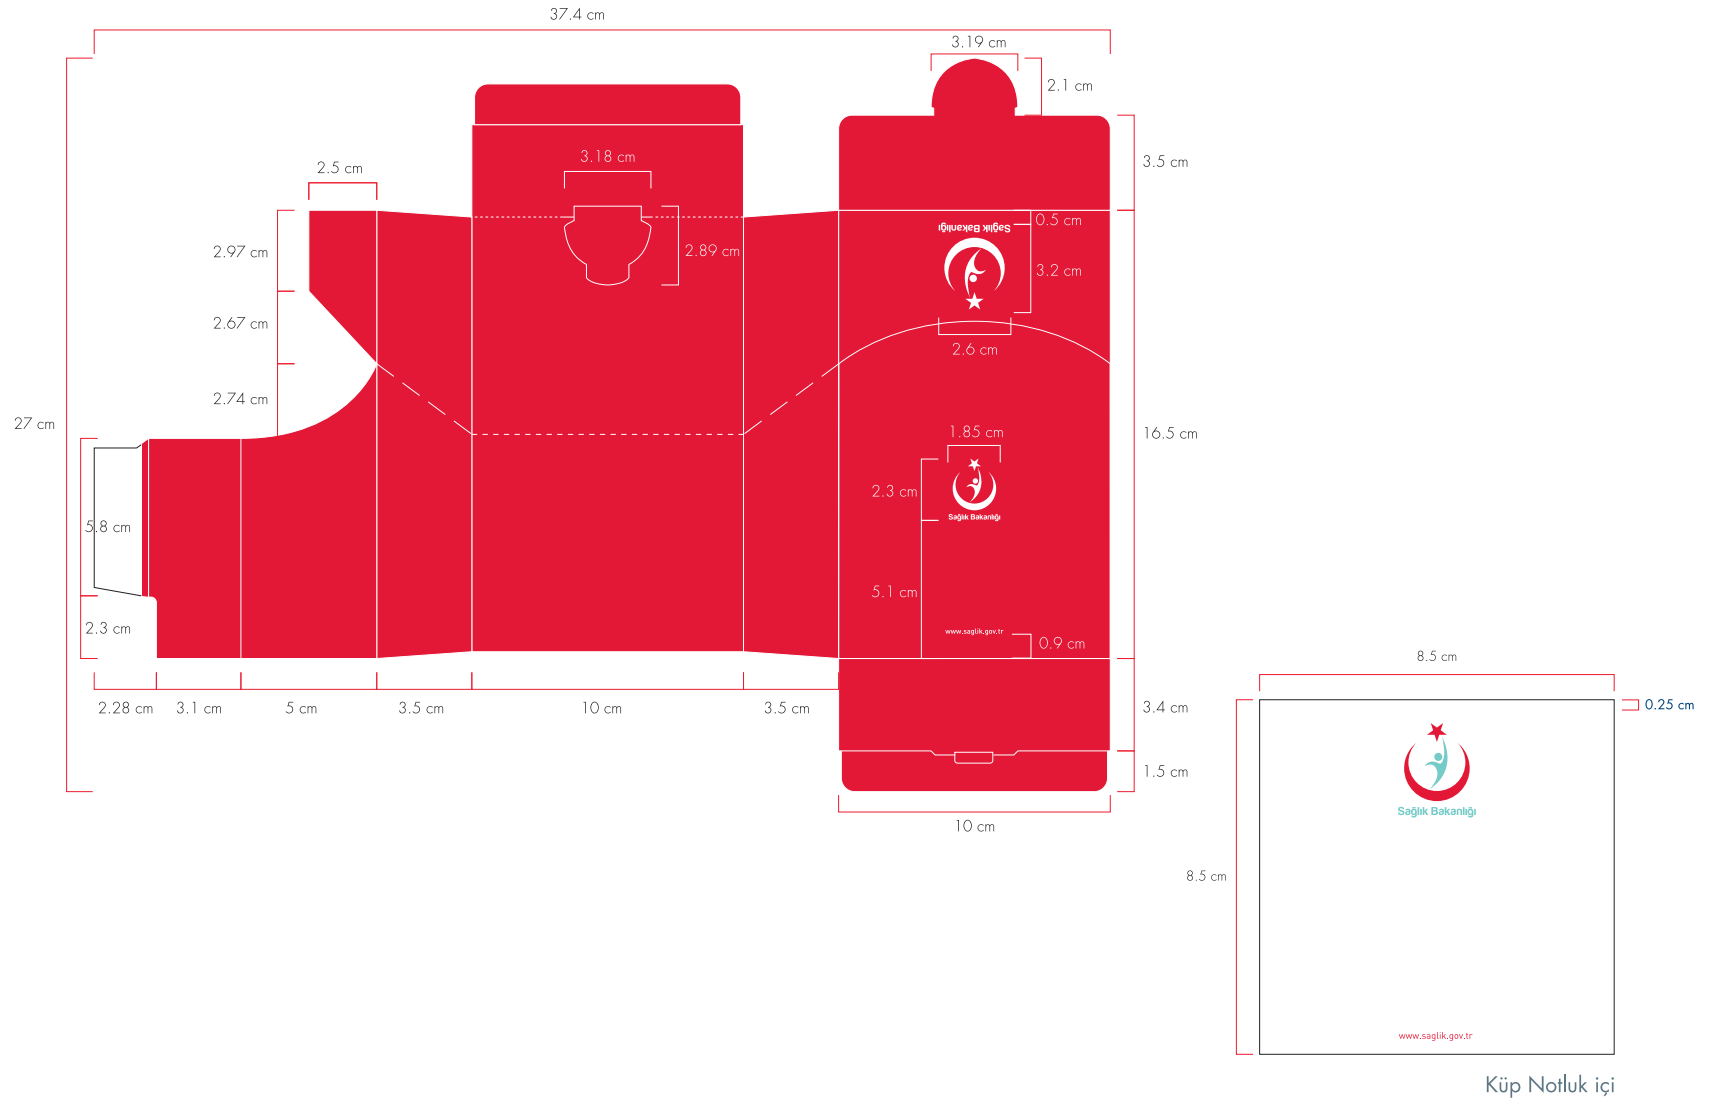 37.4 cm
3.19 cm
2.1 cm
3.5 cm
3.18 cm
2.5 cm
0.5 cm
Sağlık Bakanlığı
2.97 cm
2.89 cm
3.2 cm
2.67 cm
2.6 cm
2.74 cm
27 cm
16.5 cm
1.85 cm
2.3 cm
Sağlık Bakanlığı
5.8 cm
5.1 cm
2.3 cm
www.saglik.gov.tr
0.9 cm
2.28 cm
3.1 cm
5 cm
3.5 cm
10 cm
3.5 cm
3.4 cm
1.5 cm
10 cm
8.5 cm
0.25 cm
Sağlık Bakanlığı
8.5 cm
www.saglik.gov.tr
Küp Notluk içi